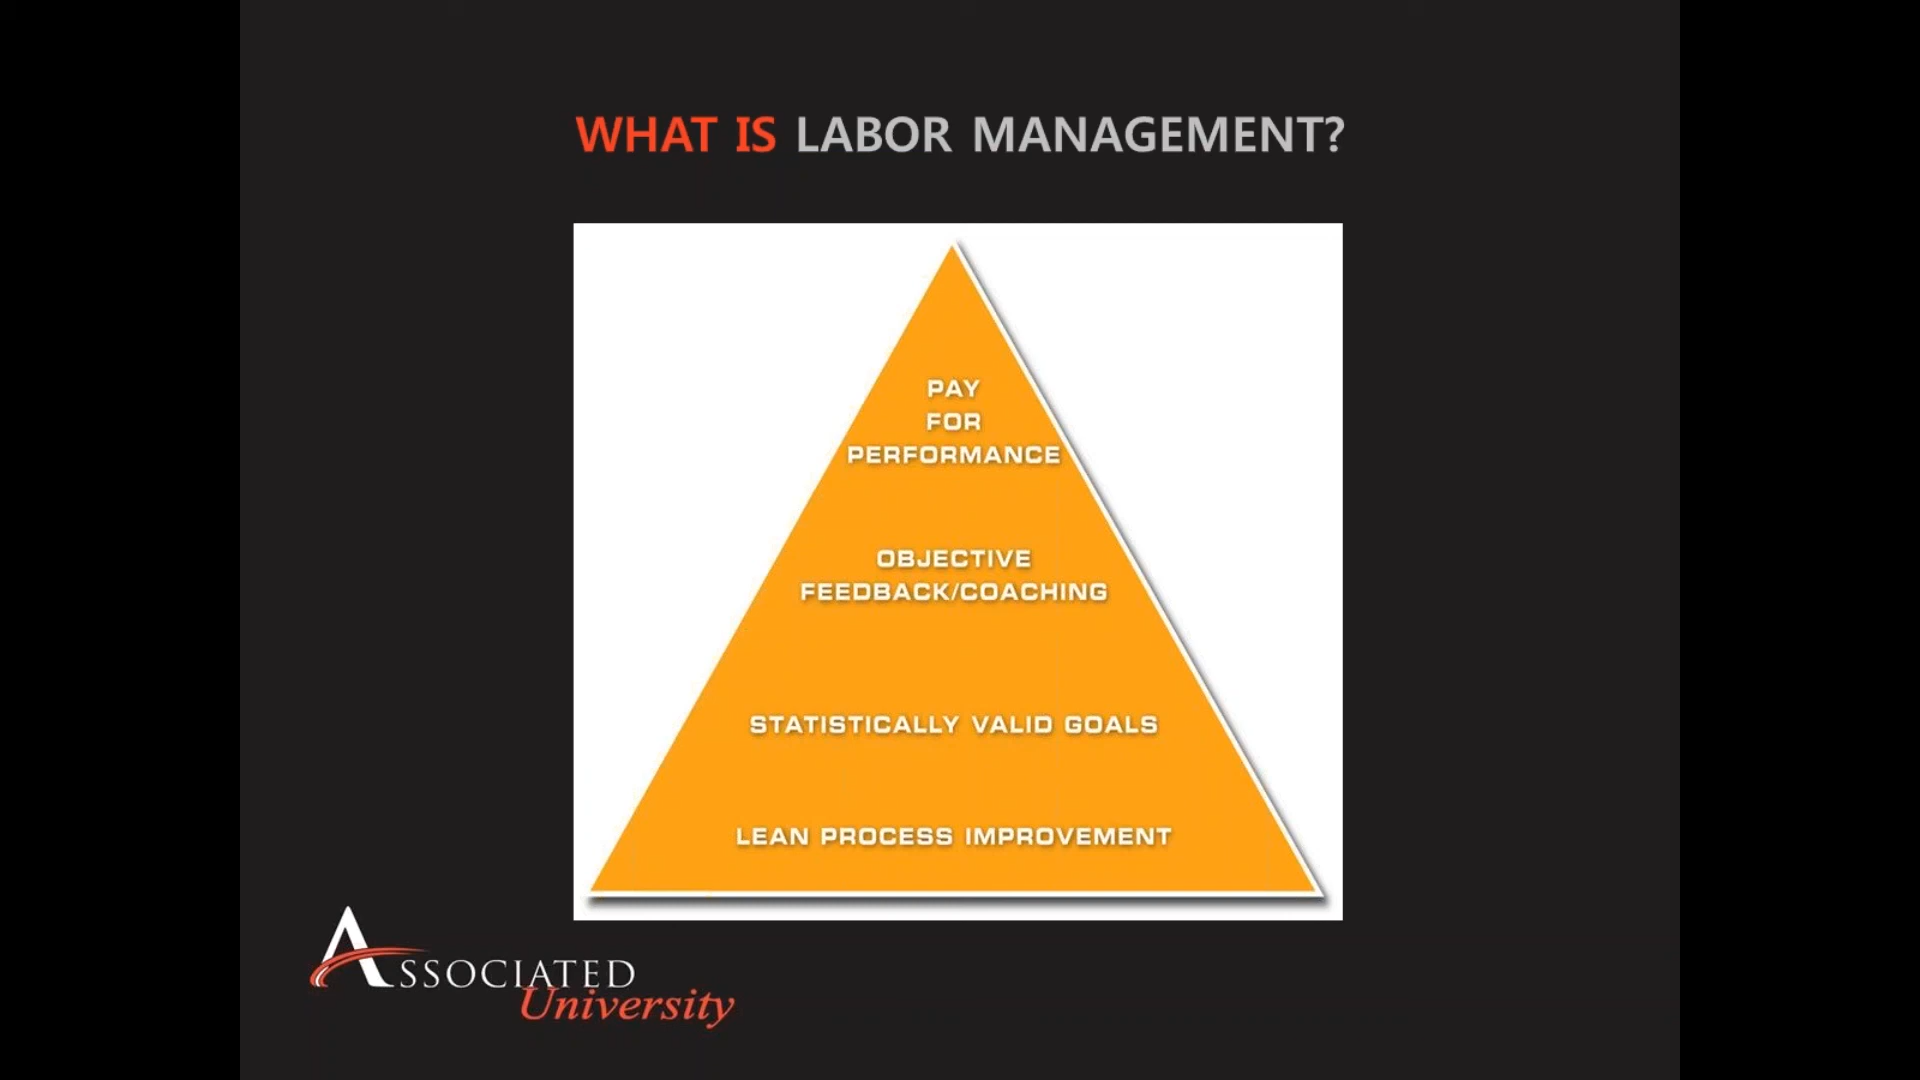 WHAT IS LABOR MANAGEMENT?
PAY
FOR
PERFORMANCE
OBJECTIVE
FEEDBACK/COACHING
STATISTICALLY VALID GOALS
LEAN PROCESS IMPROVEMENT
ASSOCIATED
University